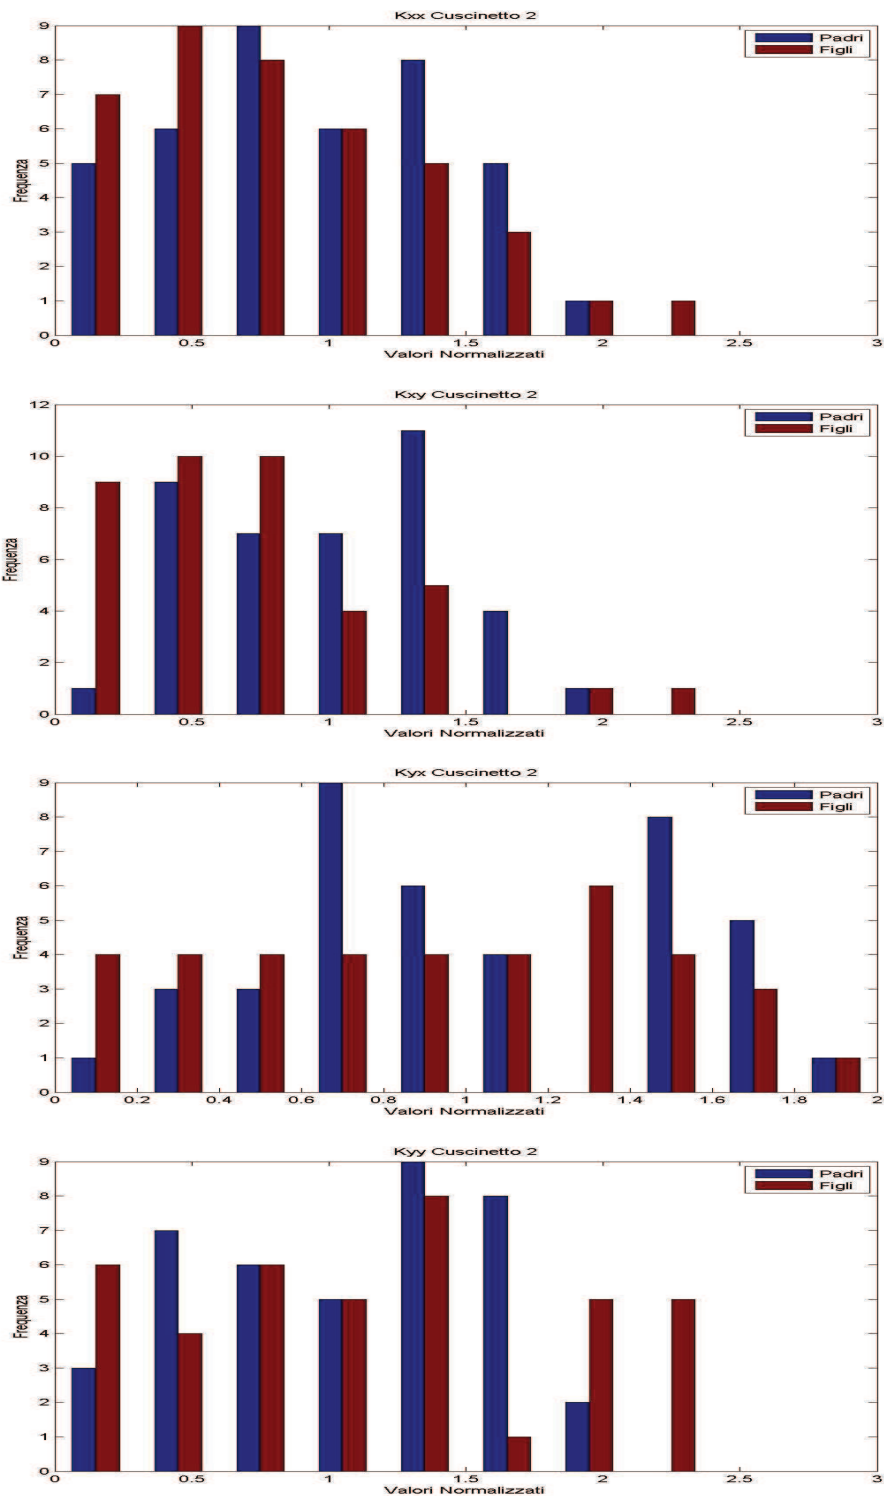 Kxx Cuscinetto 2
Padri
Figli
9
8
7
6
5
4
3
2
1
0
Frequenza
0 0.5 1 1.5 2 2.5 3
Valori Normalizzati
Kxy Cuscinetto 2
Padri
Figli
12
10
8
6
4
2
0
Frequenza
0 0.5 1 1.5 2 2.5 3
Valori Normalizzati
Kyx Cuscinetto 2
Padri
Figli
9
8
7
6
5
4
3
2
1
0
Frequenza
0 0.2 0.4 0.6 0.8 1 1.2 1.4 1.6 1.8 2
Valori Normalizzati
Kyy Cuscinetto 2
Padri
Figli
9
8
7
6
5
4
3
2
1
0
Frequenza
0 0.5 1 1.5 2 2.5 3
Valori Normalizzati